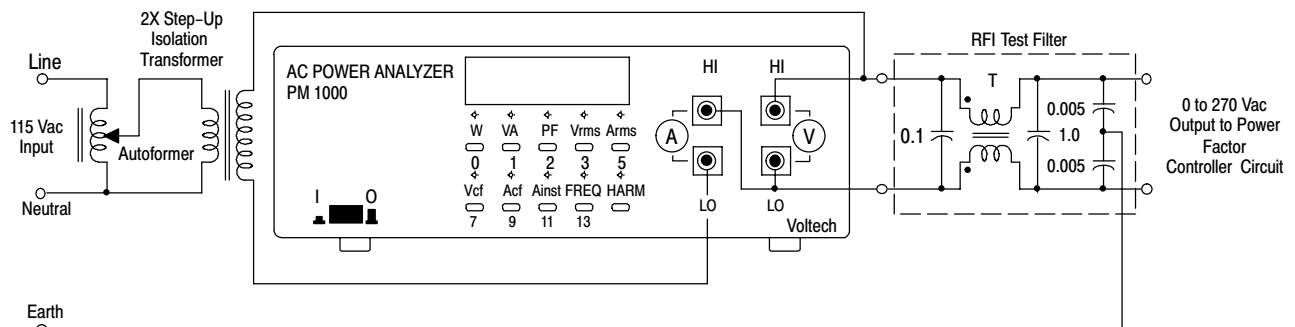 2X Step-Up
Isolation
Transformer
RFI Test Filter
Line
AC POWER ANALYZER
PM 1000
HI
HI
T
W VA PF Vrms Arms
0 1 2 3 5
A
V
0.1
0.005
1.0
0.005
115 Vac
Input
Autoformer
0 to 270 Vac
Output to Power
Factor
Controller Circuit
Vcf Acf Ainst FREQ HARM
7 9 11 13
I O
LO
LO
Voltech
Neutral
Earth